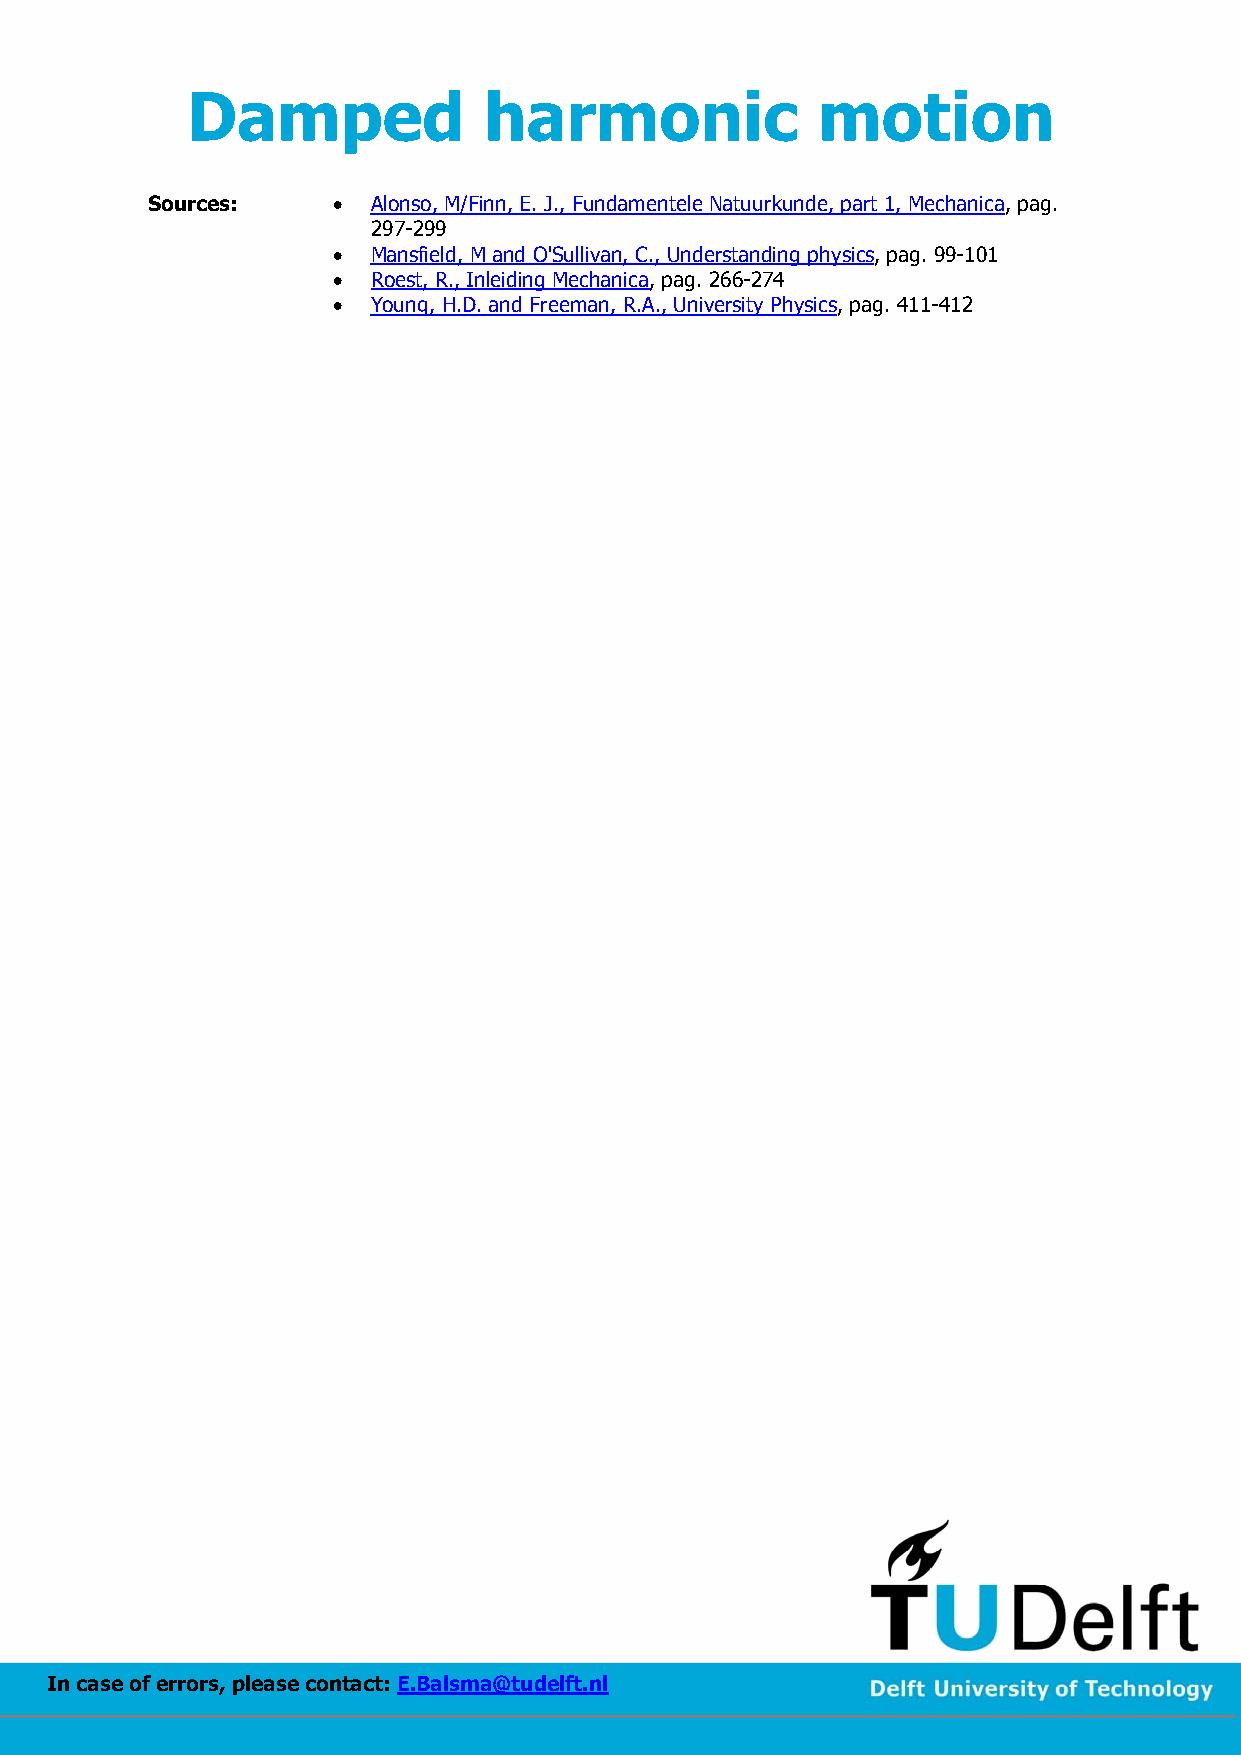 Damped harmonic motion
Sources:
• Alonso, M/Finn, E. J., Fundamentele Natuurkunde, part 1, Mechanica, pag.
297-299
• Mansfield, M and O'Sullivan, C., Understanding physics, pag. 99-101
• Roest, R., Inleiding Mechanica, pag. 266-274
• Young, H.D. and Freeman, R.A., University Physics, pag. 411-412
TUDelft
In case of errors, please contact: E.Balsma@tudelft.nl
Delft University of Technology